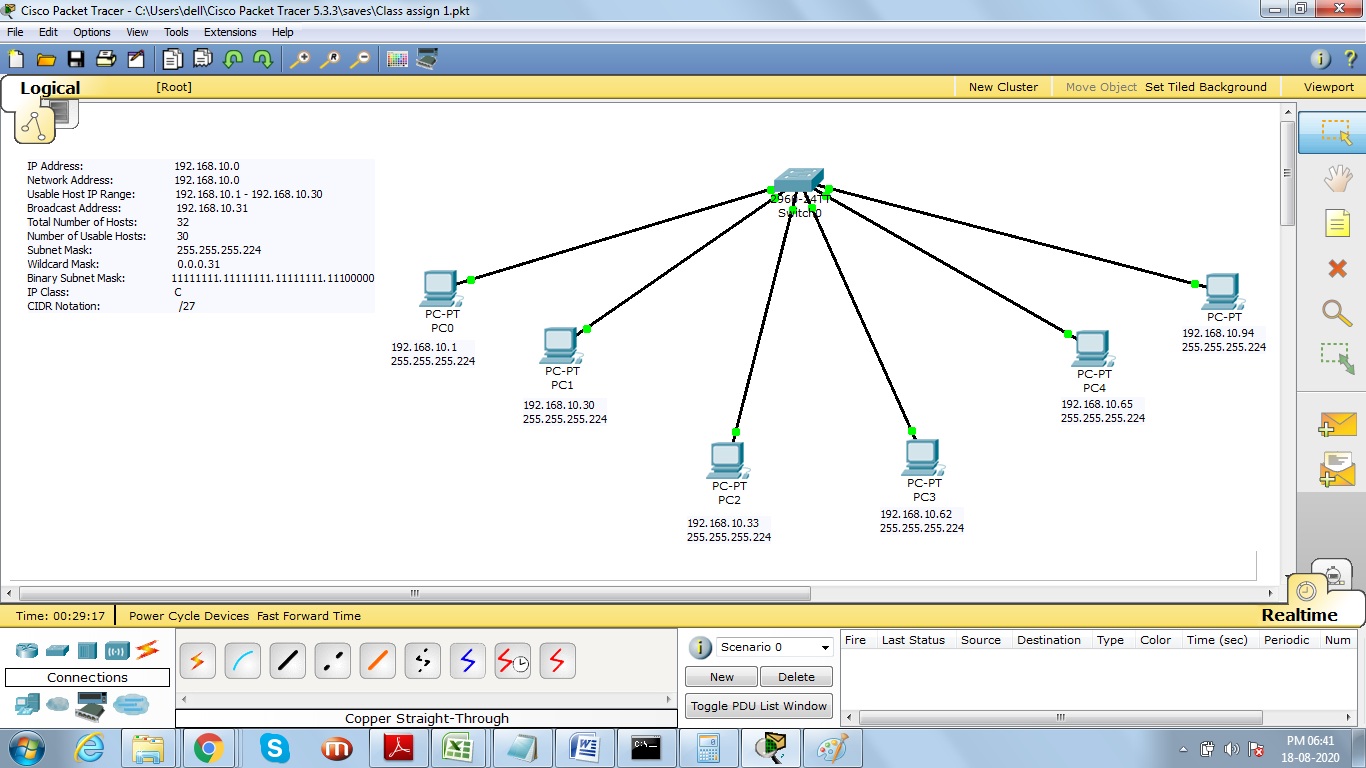 Cisco Packet Tracer - C:\Users\dell\Cisco Packet Tracer 5.3.3\saves\Class assign 1.pkt
File Edit Options View Tools Extensions Help
Logical [Root] New Cluster Move Object Set Tiled Background Viewport
IP Address: 192.168.10.0
Network Address: 192.168.10.0
Usable Host IP Range: 192.168.10.1 - 192.168.10.30
Broadcast Address: 192.168.10.31
Total Number of Hosts: 32
Number of Usable Hosts: 30
Subnet Mask: 255.255.255.224
Wildcard Mask: 0.0.0.31
Binary Subnet Mask: 11111111.11111111.11111111.11100000
IP Class: C
CIDR Notation: /27
2960-24TT
Switch0
PC-PT
PC0
192.168.10.1
255.255.255.224
PC-PT
PC1
192.168.10.30
255.255.255.224
PC-PT
PC2
192.168.10.33
255.255.255.224
PC-PT
PC3
192.168.10.62
255.255.255.224
PC-PT
PC4
192.168.10.65
255.255.255.224
PC-PT
192.168.10.94
255.255.255.224
Time: 00:29:17 Power Cycle Devices Fast Forward Time Realtime
Connections
Copper Straight-Through
Scenario 0
New Delete
Toggle PDU List Window
Fire Last Status Source Destination Type Color Time (sec) Periodic Num
PM 06:41
18-08-2020